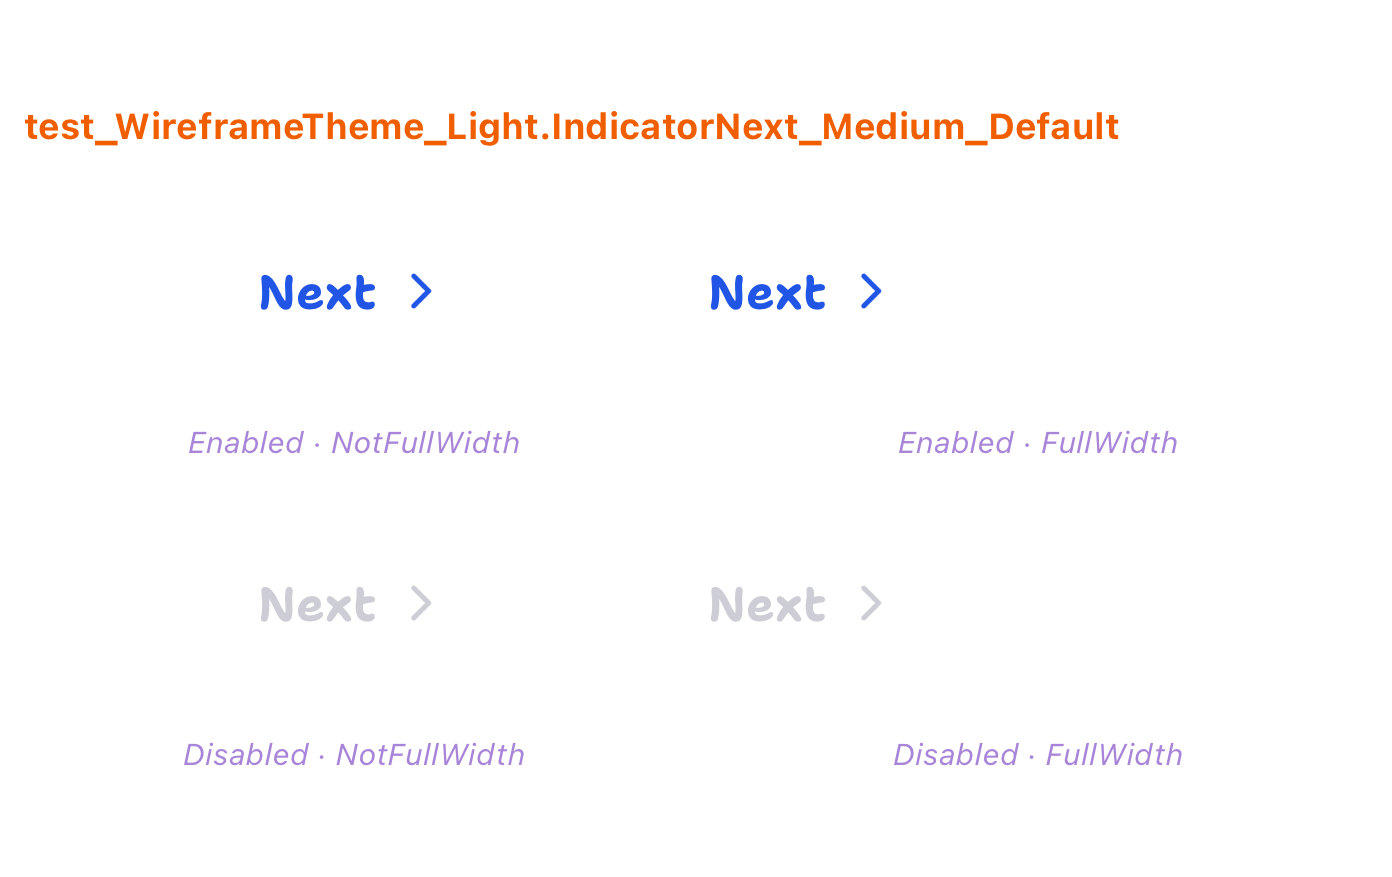 test_WireframeTheme_Light.IndicatorNext_Medium_Default
Next Next
Enabled · NotFullWidth Enabled · FullWidth
Next Next
Disabled · NotFullWidth Disabled · FullWidth